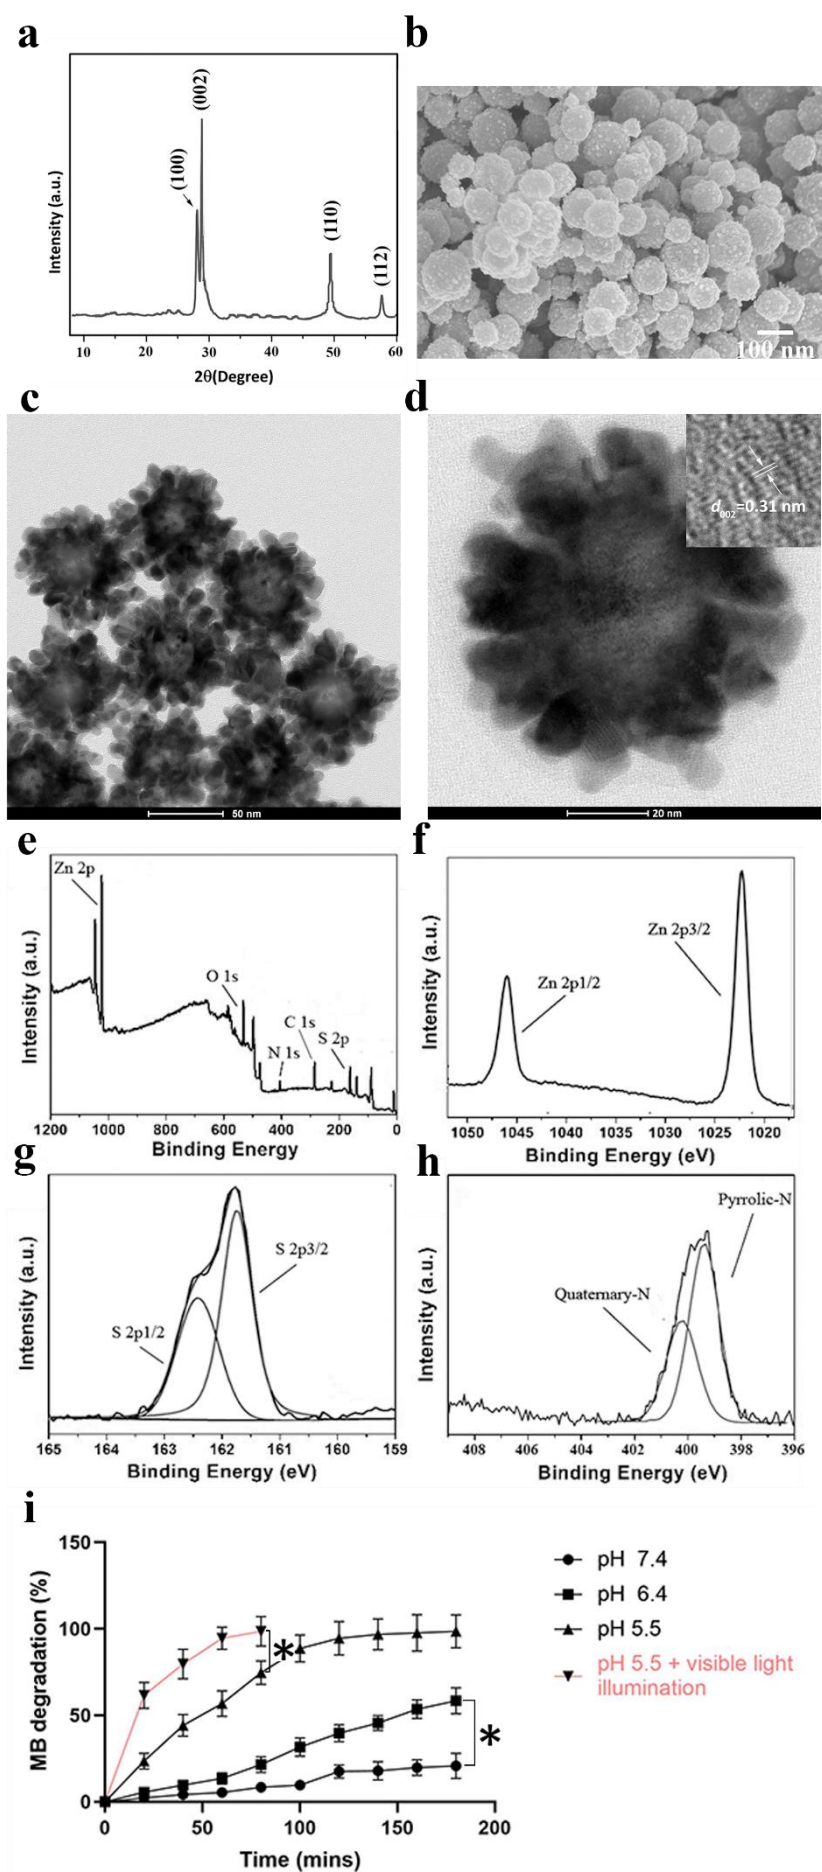 a
b
(002)
(100)
(110)
(112)
Intensity (a.u.)
10 20 30 40 50 60
2θ(Degree)
100 nm
c
d
d002=0.31 nm
50 nm
20 nm
e
f
Zn 2p
O 1s
C 1s
S 2p
N 1s
Intensity (a.u.)
1200 1000 800 600 400 200 0
Binding Energy
Zn 2p3/2
Zn 2p1/2
Intensity (a.u.)
1050 1045 1040 1035 1030 1025 1020
Binding Energy (eV)
g
h
S 2p3/2
S 2p1/2
Intensity (a.u.)
165 164 163 162 161 160 159
Binding Energy (eV)
Pyrrolic-N
Quaternary-N
Intensity (a.u.)
408 406 404 402 400 398 396
Binding Energy (eV)
i
MB degradation (%)
150
100
50
0
0 50 100 150 200
Time (mins)
*
*
pH 7.4
pH 6.4
pH 5.5
pH 5.5 + visible light
illumination